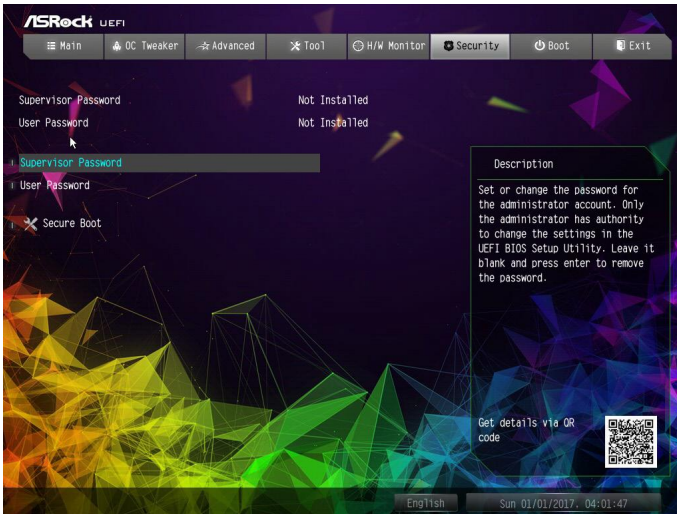 ASRock UEFI
Main OC Tweaker Advanced Tool H/W Monitor Security Boot Exit
Supervisor Password Not Installed
User Password Not Installed
Supervisor Password
User Password
Secure Boot
Description
Set or change the password for
the administrator account. Only
the administrator has authority
to change the settings in the
UEFI BIOS Setup Utility. Leave it
blank and press enter to remove
the password.
Get details via QR
code
English Sun 01/01/2017. 04:01:47